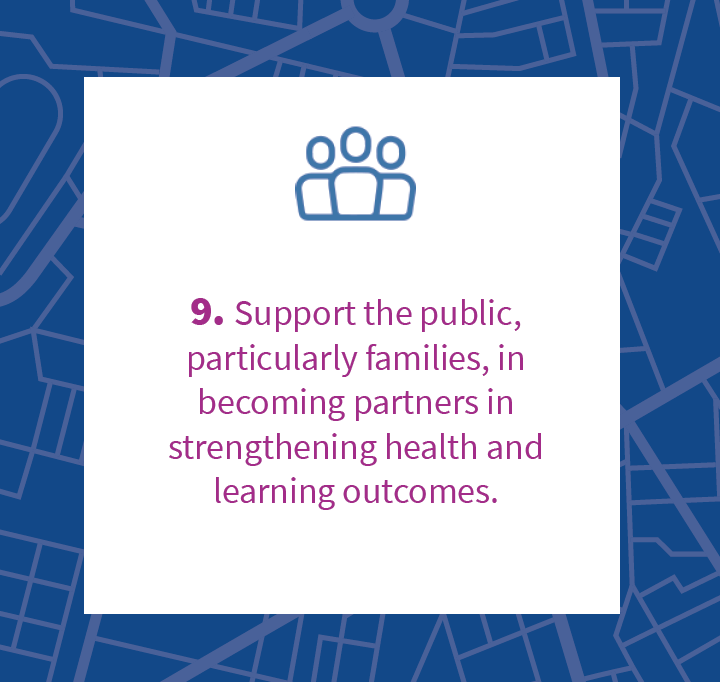 9. Support the public,
particularly families, in
becoming partners in
strengthening health and
learning outcomes.